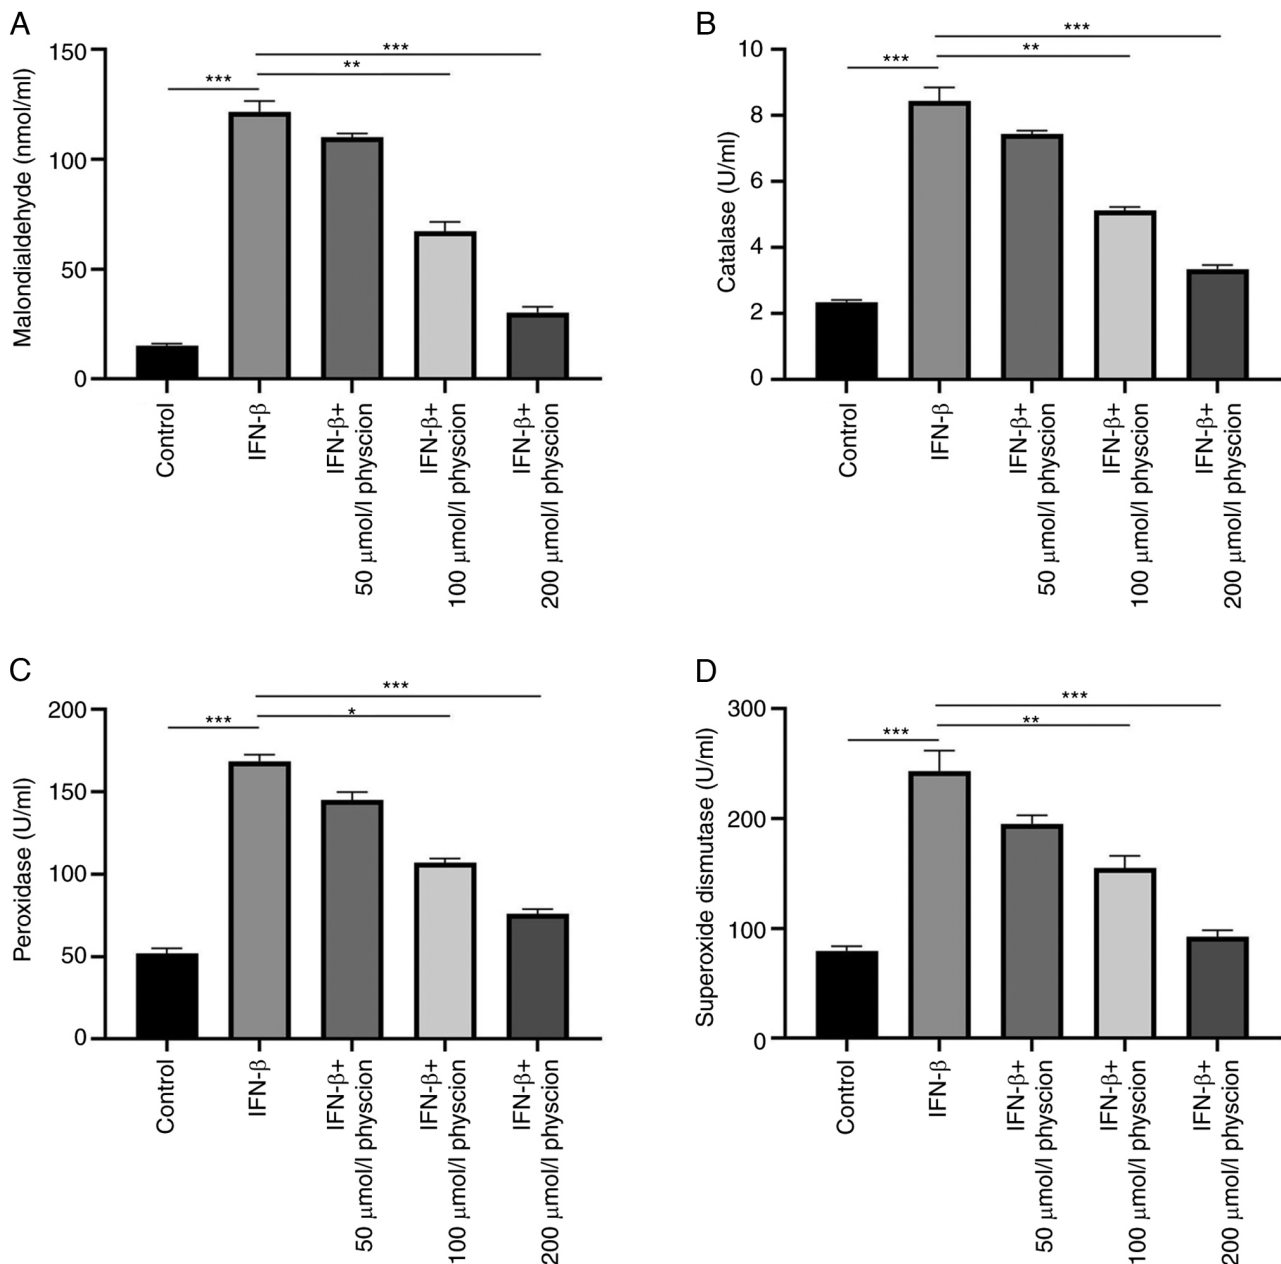 A
Malondialdehyde (nmol/ml)
150
100
50
0
***
**
***
Control
IFN-β
IFN-β+
50 μmol/l physcion
IFN-β+
100 μmol/l physcion
IFN-β+
200 μmol/l physcion
B
Catalase (U/ml)
10
8
6
4
2
0
***
**
***
Control
IFN-β
IFN-β+
50 μmol/l physcion
IFN-β+
100 μmol/l physcion
IFN-β+
200 μmol/l physcion
C
Peroxidase (U/ml)
200
150
100
50
0
***
*
***
Control
IFN-β
IFN-β+
50 μmol/l physcion
IFN-β+
100 μmol/l physcion
IFN-β+
200 μmol/l physcion
D
Superoxide dismutase (U/ml)
300
200
100
0
***
**
***
Control
IFN-β
IFN-β+
50 μmol/l physcion
IFN-β+
100 μmol/l physcion
IFN-β+
200 μmol/l physcion